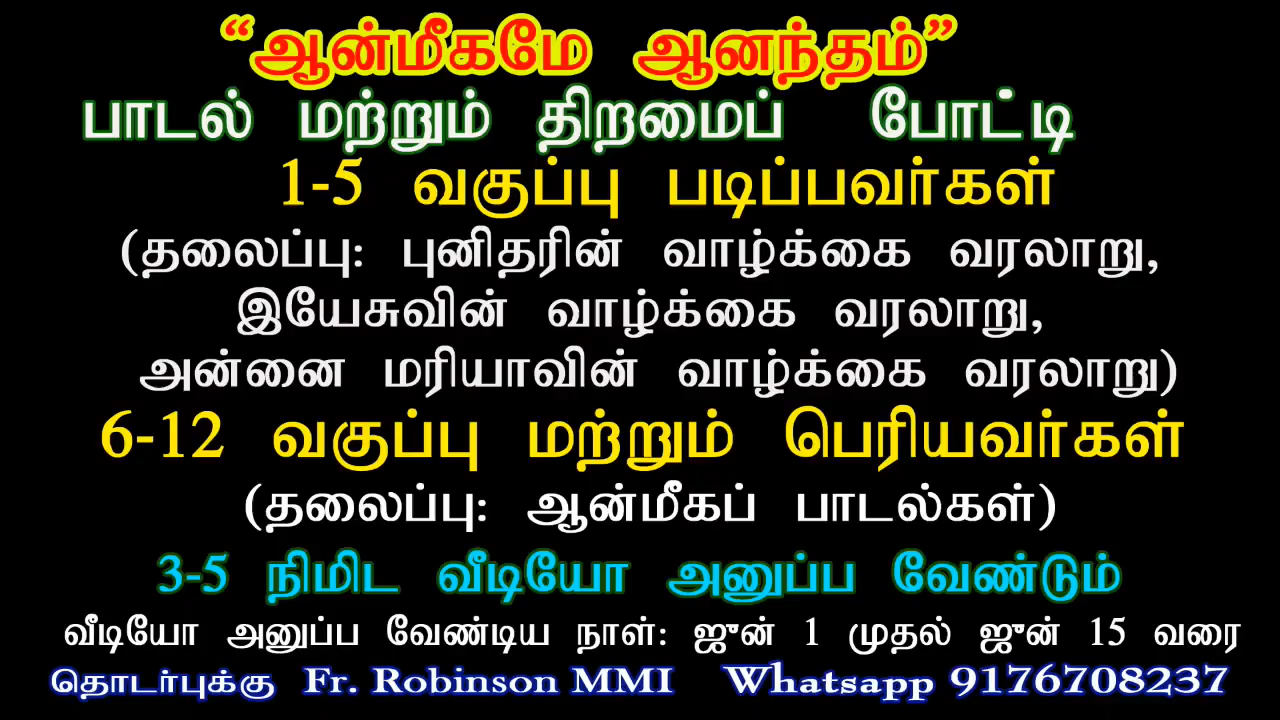 “ஆன்மீகமே ஆனந்தம்”
பாடல் மற்றும் திறமைப் போட்டி
1-5 வகுப்பு படிப்பவர்கள்
(தலைப்பு: புனிதரின் வாழ்க்கை வரலாறு,
இயேசுவின் வாழ்க்கை வரலாறு,
அன்னை மரியாவின் வாழ்க்கை வரலாறு)
6-12 வகுப்பு மற்றும் பெரியவர்கள்
(தலைப்பு: ஆன்மீகப் பாடல்கள்)
3-5 நிமிட வீடியோ அனுப்ப வேண்டும்
வீடியோ அனுப்ப வேண்டிய நாள்: ஜுன் 1 முதல் ஜுன் 15 வரை
தொடர்புக்கு Fr. Robinson MMI Whatsapp 9176708237